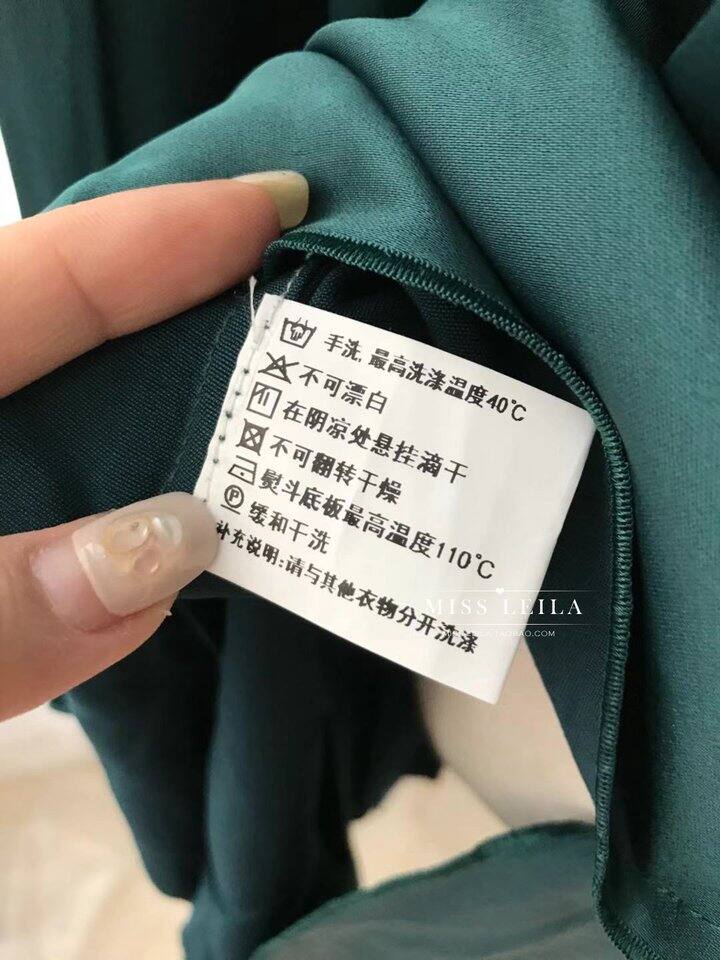 手洗,最高洗涤温度40℃
不可漂白
在阴凉处悬挂滴干
不可翻转干燥
熨斗底板最高温度110℃
P 缓和干洗
补充说明:请与其他衣物分开洗涤
MISS LEILA